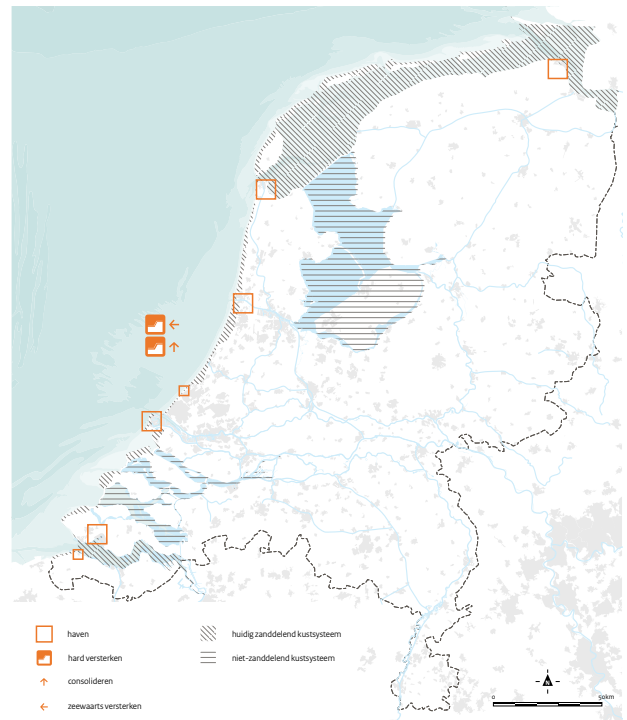 haven
hard versterken
consolideren
zeewaarts versterken
huidig zanddelend kustsysteem
niet-zanddelend kustsysteem
N
0 50km